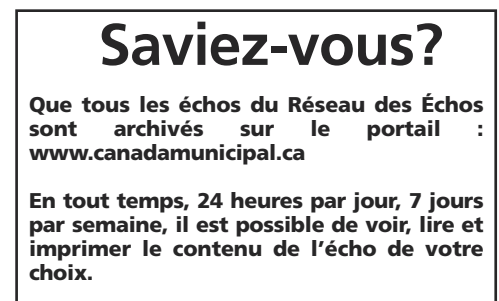 Saviez-vous?
Que tous les échos du Réseau des Échos
sont archivés sur le portail :
www.canadamunicipal.ca
En tout temps, 24 heures par jour, 7 jours
par semaine, il est possible de voir, lire et
imprimer le contenu de l'écho de votre
choix.